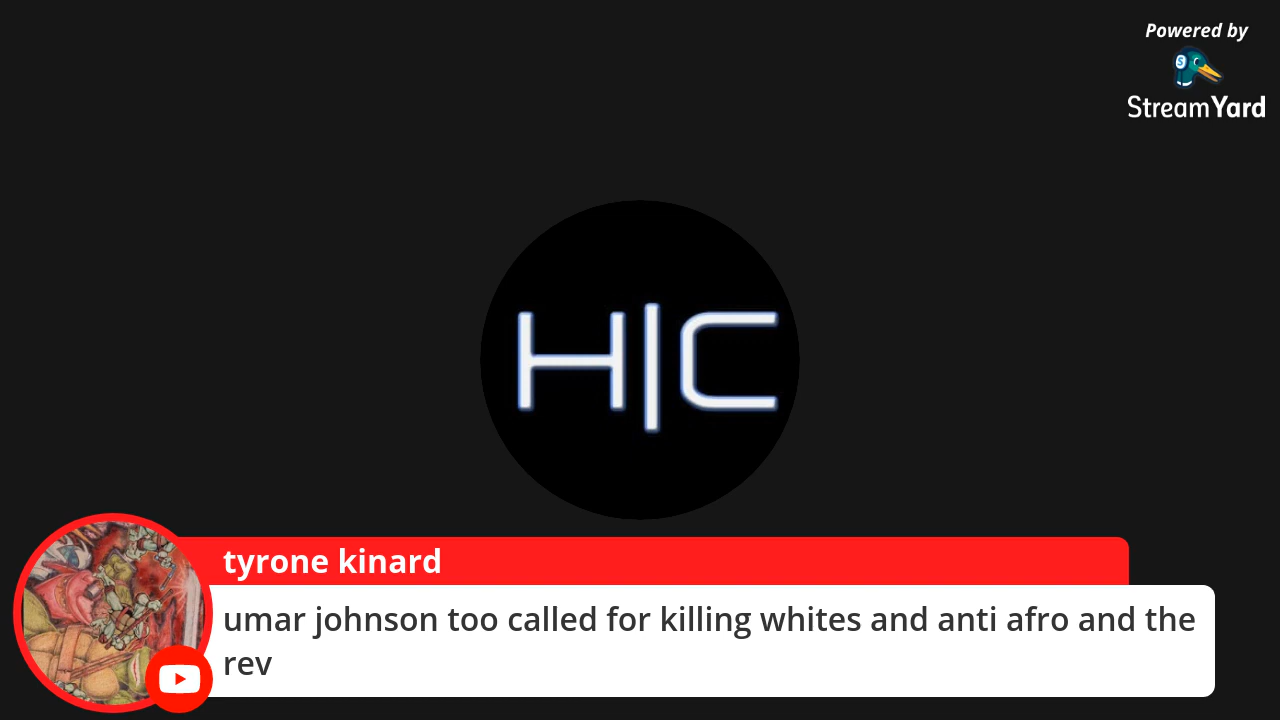 Powered by
StreamYard
H|C
tyrone kinard
umar johnson too called for killing whites and anti afro and the
rev